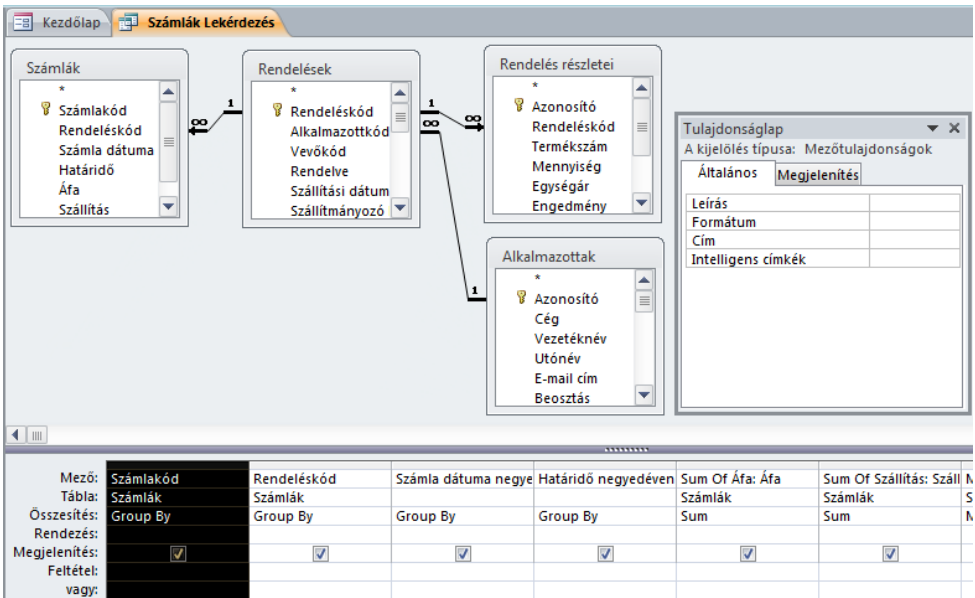 Kezdőlap
Számlák Lekérdezés
Számlák
*
Számlakód
Rendeléskód
Számla dátuma
Határidő
Áfa
Szállítás
Rendelések
*
Rendeléskód
Alkalmazottkód
Vevőkód
Rendelve
Szállítási dátum
Szállítmányozó
Rendelés részletei
*
Azonosító
Rendeléskód
Termékszám
Mennyiség
Egységár
Engedmény
Alkalmazottak
*
Azonosító
Cég
Vezetéknév
Utónév
E-mail cím
Beosztás
1
∞
1
∞
∞
1
Tulajdonságlap
A kijelölés típusa: Mezőtulajdonságok
Általános Megjelenítés
Leírás
Formátum
Cím
Intelligens címkék
Mező: Számlakód Rendeléskód Számla dátuma negye Határidő negyedéven Sum Of Áfa: Áfa Sum Of Szállítás: Száll M
Tábla: Számlák Számlák Számlák Számlák S
Összesítés: Group By Group By Group By Group By Sum Sum M
Rendezés:
Megjelenítés:
Feltétel:
vagy: